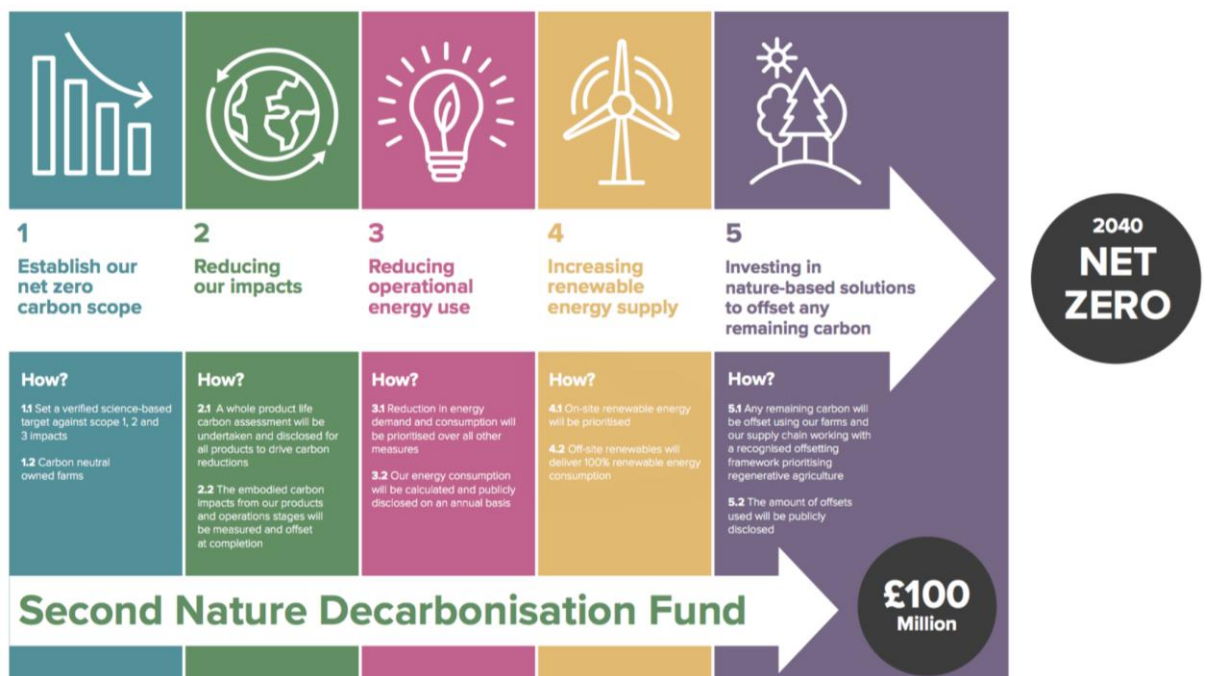 1
Establish our
net zero
carbon scope
2
Reducing
our impacts
3
Reducing
operational
energy use
4
Increasing
renewable
energy supply
5
Investing in
nature-based solutions
to offset any
remaining carbon
2040
NET
ZERO
How?
1.1 Set a verified science-based
target against scope 1, 2 and
3 impacts
1.2 Carbon neutral
owned farms
How?
2.1 A whole product life
carbon assessment will be
undertaken and disclosed for
all products to drive carbon
reductions
2.2 The embodied carbon
impacts from our products
and operations stages will
be measured and offset
at completion
How?
3.1 Reduction in energy
demand and consumption will
be prioritised over all other
measures
3.2 Our energy consumption
will be calculated and publicly
disclosed on an annual basis
How?
4.1 On-site renewable energy
will be prioritised
4.2 Off-site renewables will
deliver 100% renewable energy
consumption
How?
5.1 Any remaining carbon will
be offset using our farms and
our supply chain working with
a recognised offsetting
framework prioritising
regenerative agriculture
5.2 The amount of offsets
used will be publicly
disclosed
Second Nature Decarbonisation Fund
£100
Million